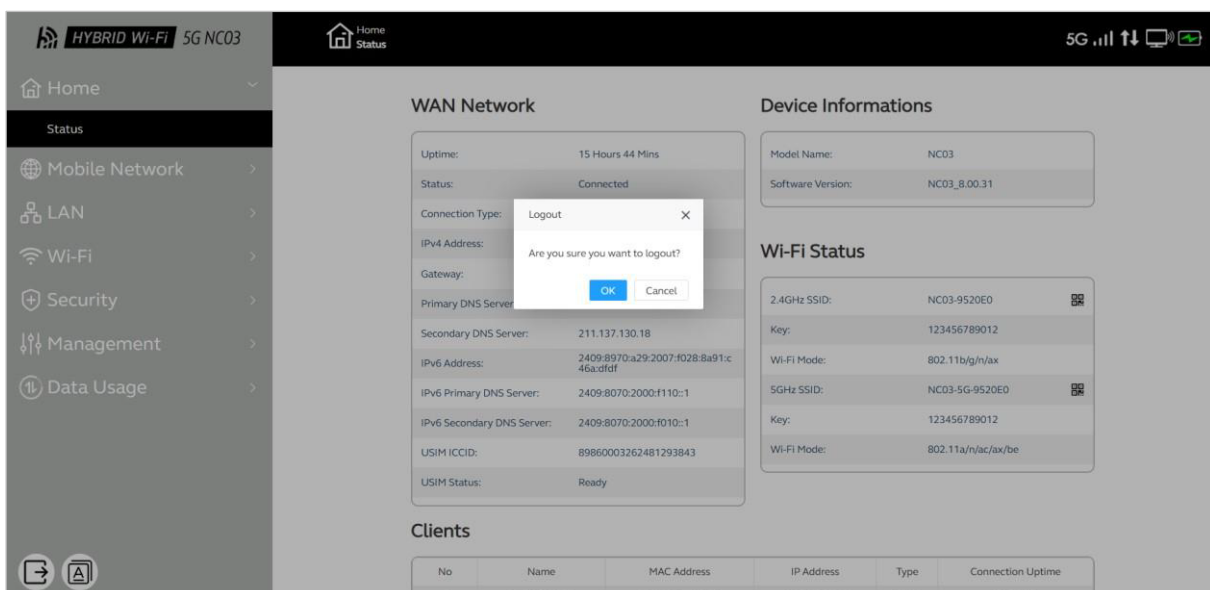 HYBRID Wi-Fi 5G NC03
Home
Status
5G
Home
Status
Mobile Network
LAN
Wi-Fi
Security
Management
Data Usage
WAN Network
Uptime: 15 Hours 44 Mins
Status: Connected
Connection Type:
IPv4 Address:
Gateway:
Primary DNS Server
Secondary DNS Server: 211.137.130.18
IPv6 Address: 2409:8970:a29:2007:f028:8a91:c
46a:dfdf
IPv6 Primary DNS Server: 2409:8070:2000:f110::1
IPv6 Secondary DNS Server: 2409:8070:2000:f010::1
USIM ICCID: 89860003262481293843
USIM Status: Ready
Logout
Are you sure you want to logout?
OK Cancel
Device Informations
Model Name: NC03
Software Version: NC03_8.00.31
Wi-Fi Status
2.4GHz SSID: NC03-9520E0
Key: 123456789012
Wi-Fi Mode: 802.11b/g/n/ax
5GHz SSID: NC03-5G-9520E0
Key: 123456789012
Wi-Fi Mode: 802.11a/n/ac/ax/be
Clients
No Name MAC Address IP Address Type Connection Uptime
A